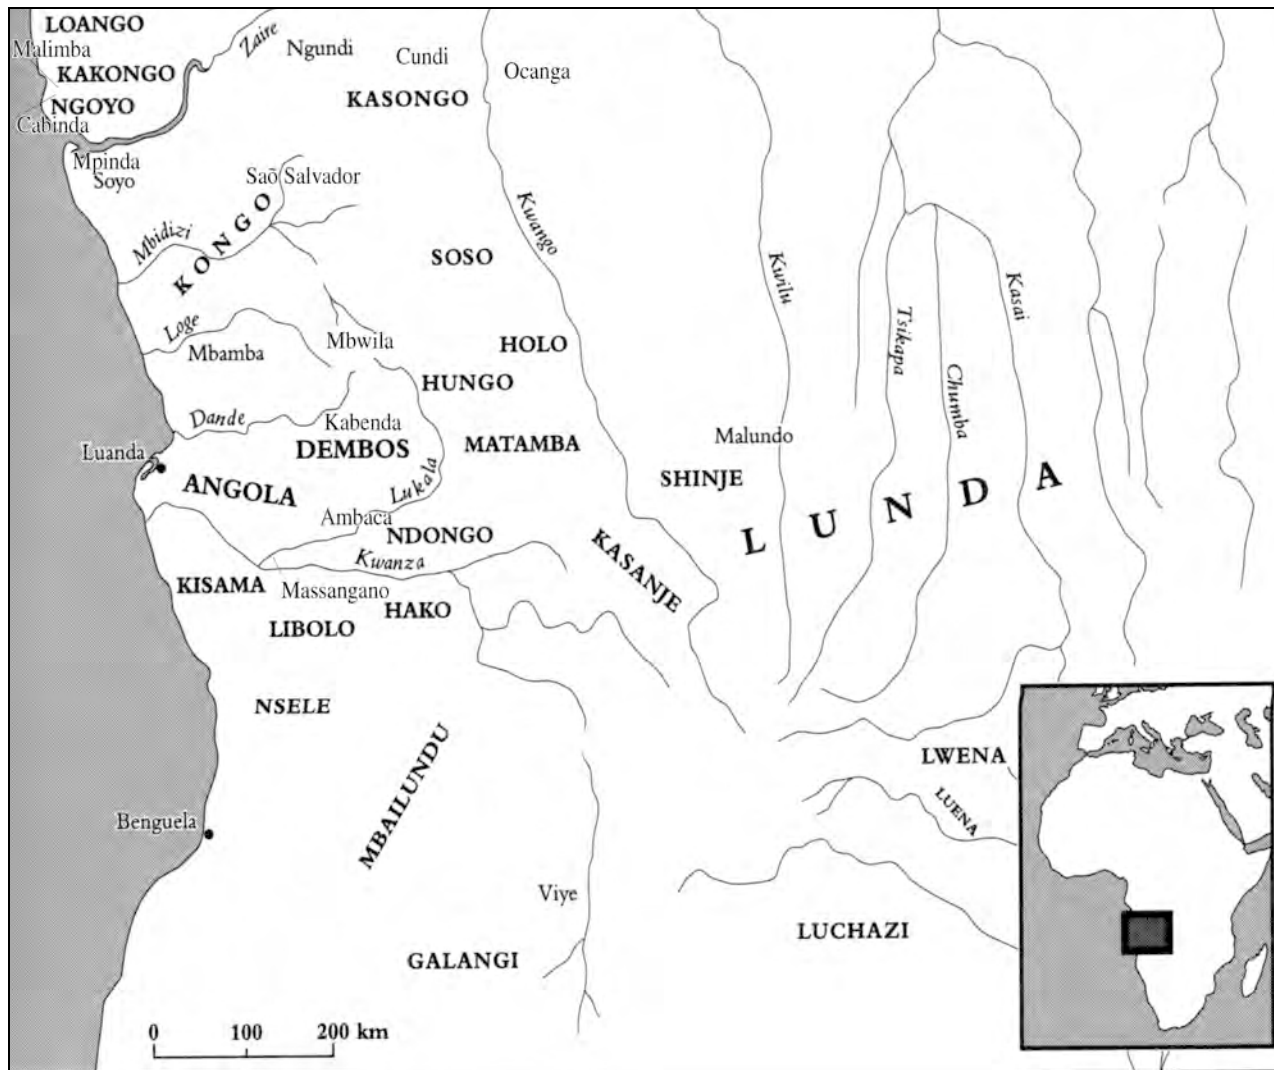 LOANGO
Malimba
KAKONGO
NGOYO
Cabinda
Zaire
Ngundi
Cundi
Ocanga
KASONGO
Mpinda
Soyo
Saõ Salvador
Mbidizi
KONGO
SOSO
Kwango
Kwilu
Kasai
Tsikapa
Chumba
Loge
Mbamba
Mbwila
HOLO
HUNGO
Dande
Kabenda
DEMBOS
MATAMBA
Malundo
Luanda
ANGOLA
Lukala
SHINJE
LUNDA
Ambaca
NDONGO
Kwanza
KASANJE
KISAMA
Massangano
HAKO
LIBOLO
NSELE
MBAILUNDU
LWENA
LUENA
Benguela
Viye
LUCHAZI
GALANGI
0 100 200 km